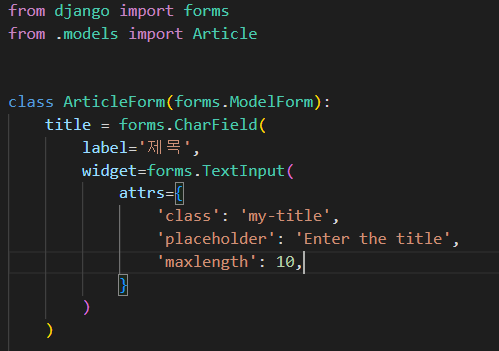 from django import forms
from .models import Article
class ArticleForm(forms.ModelForm):
    title = forms.CharField(
        label='제목',
        widget=forms.TextInput(
            attrs={
                'class': 'my-title',
                'placeholder': 'Enter the title',
                'maxlength': 10,
            }
        )
    )